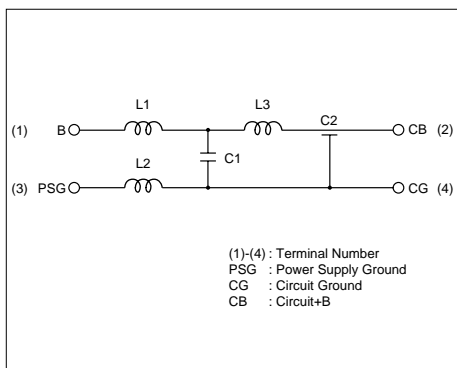 L1 L3
C2
(1) B CB (2)
C1
L2
(3) PSG CG (4)
(1)-(4) : Terminal Number
PSG : Power Supply Ground
CG : Circuit Ground
CB : Circuit+B